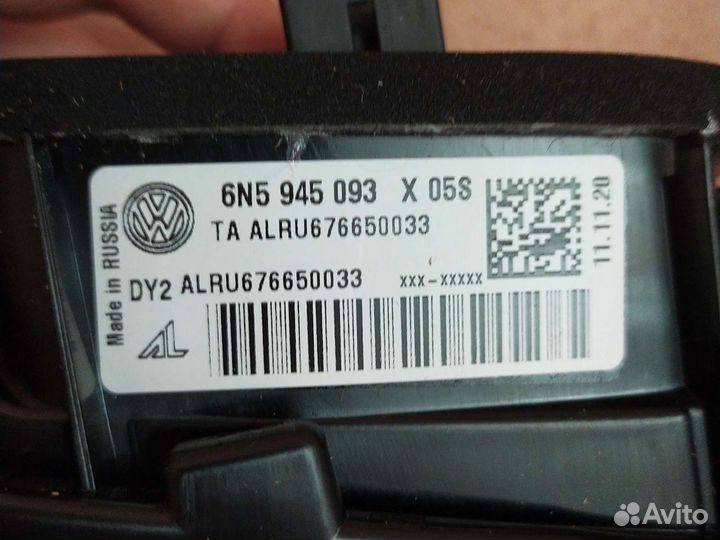 6N5 945 093 X 05S
TA ALRU676650033
DY2 ALRU676650033 xxx-xxxxx
Made in RUSSIA
AL
11.11.20
Avito